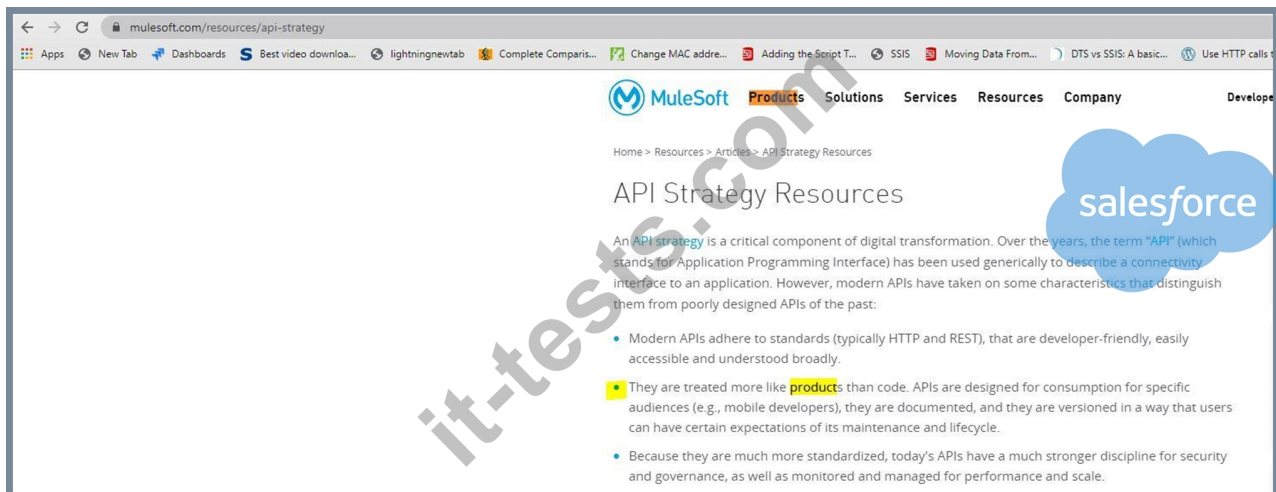 mulesoft.com/resources/api-strategy
Apps New Tab Dashboards Best video downloa... lightningnewtab Complete Comparis... Change MAC addre... Adding the Script T... SSIS Moving Data From... DTS vs SSIS: A basic... Use HTTP calls t
MuleSoft Products Solutions Services Resources Company Develope
Home > Resources > Articles > API Strategy Resources
API Strategy Resources
salesforce
An API strategy is a critical component of digital transformation. Over the years, the term "API" (which
stands for Application Programming Interface) has been used generically to describe a connectivity
interface to an application. However, modern APIs have taken on some characteristics that distinguish
them from poorly designed APIs of the past:
• Modern APIs adhere to standards (typically HTTP and REST), that are developer-friendly, easily
accessible and understood broadly.
• They are treated more like products than code. APIs are designed for consumption for specific
audiences (e.g., mobile developers), they are documented, and they are versioned in a way that users
can have certain expectations of its maintenance and lifecycle.
• Because they are much more standardized, today's APIs have a much stronger discipline for security
and governance, as well as monitored and managed for performance and scale.
it-tests.com